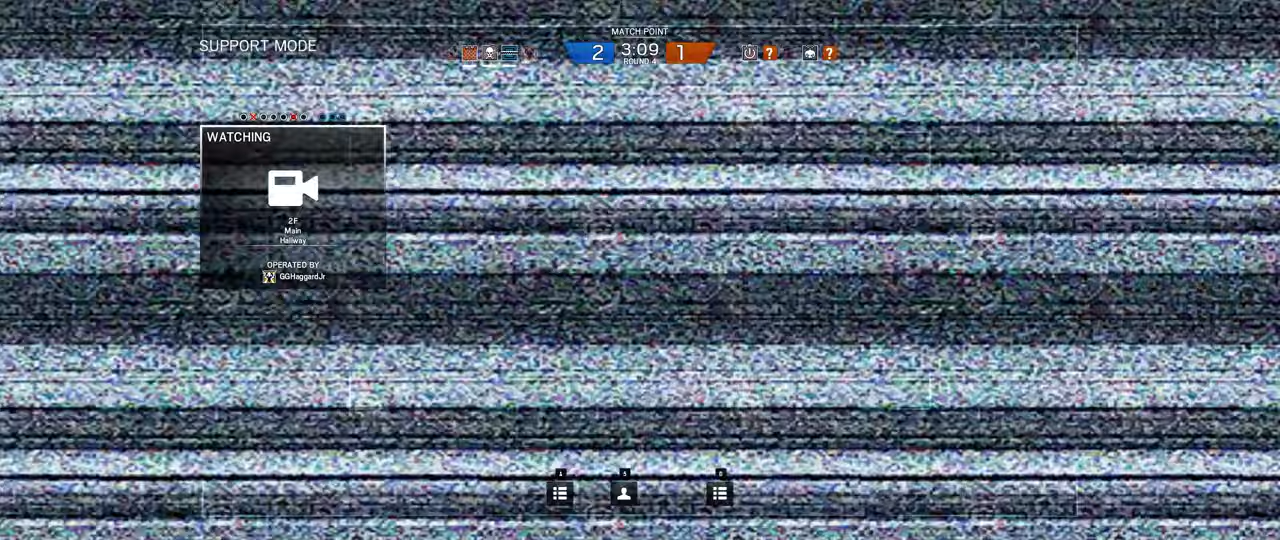 MATCH POINT
SUPPORT MODE
2 3:09 1
ROUND 4
? ?
WATCHING
2F
Main
Hallway
OPERATED BY
GGHaggardJr